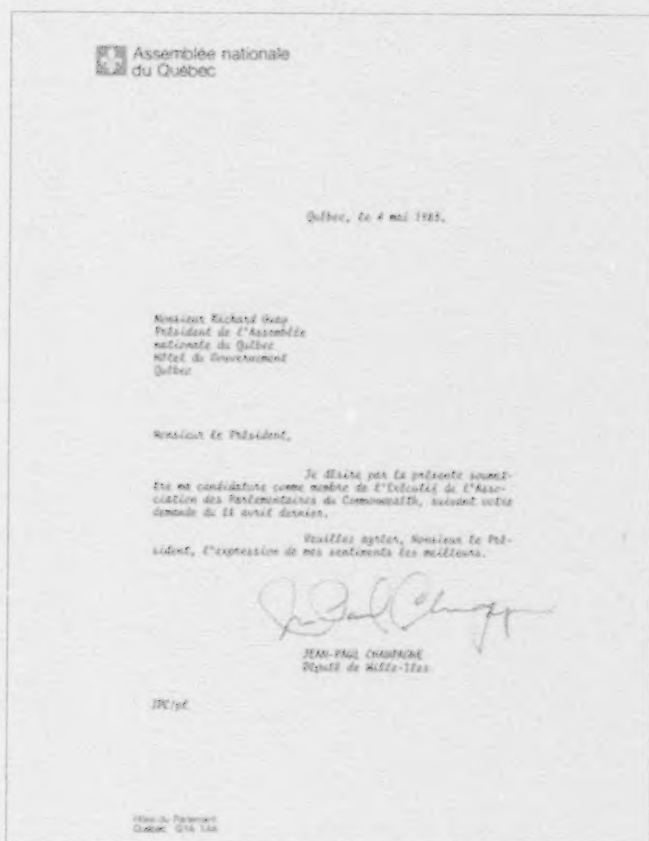 Assemblée nationale
du Québec
Québec, le 4 mai 1983.
Monsieur Richard Guay
Président de l'Assemblée
nationale du Québec
Hôtel du Gouvernement
Québec
Monsieur le Président,
Je désire par la présente soumet-
tre ma candidature comme membre de l'Exécutif de l'Asso-
ciation des Parlementaires du Commonwealth, suivant votre
demande du avril dernier.
Veuillez agréer, Monsieur le Pré-
sident, l'expression de mes sentiments les meilleurs.
JEAN-PAUL CHAMPAGNE
Député de Mille-Iles
JPC/pl
Hôtel du Parlement
Québec G1A 1A4